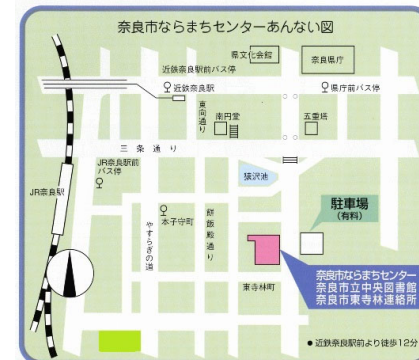 奈良市ならまちセンターあんない図
県文化会館
奈良県庁
近鉄奈良駅前バス停
近鉄奈良駅
県庁前バス停
東向通り
南円堂
五重塔
三条通り
JR奈良駅前
バス停
猿沢池
JR奈良駅
駐車場
(有料)
本子守町
やすらぎの道
餅飯殿通り
東寺林町
奈良市ならまちセンター
奈良市立中央図書館
奈良市東寺林連絡所
●近鉄奈良駅前より徒歩12分